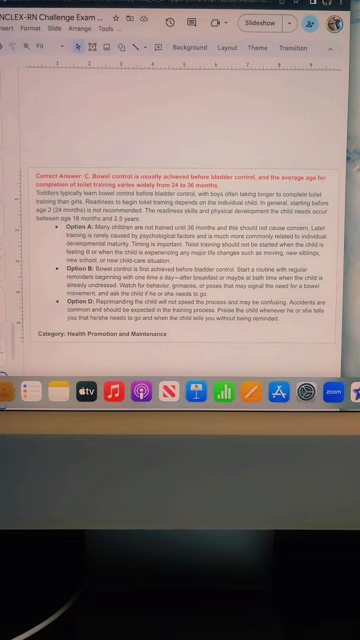 NCLEX-RN Challenge Exam ...
Slideshow
Insert Format Slide Arrange Tools ...
Fit
Background Layout Theme Transition
1 2 3 4 5 6 7 8 9
Correct Answer: C. Bowel control is usually achieved before bladder control, and the average age for
completion of toilet training varies widely from 24 to 36 months.
Toddlers typically learn bowel control before bladder control, with boys often taking longer to complete toilet
training than girls. Readiness to begin toilet training depends on the individual child. In general, starting before
age 2 (24 months) is not recommended. The readiness skills and physical development the child needs occur
between age 18 months and 2.5 years.
• Option A: Many children are not trained until 36 months and this should not cause concern. Later
training is rarely caused by psychological factors and is much more commonly related to individual
developmental maturity. Timing is important. Toilet training should not be started when the child is
feeling ill or when the child is experiencing any major life changes such as moving, new siblings,
new school, or new child-care situation.
• Option B: Bowel control is first achieved before bladder control. Start a routine with regular
reminders beginning with one time a day—after breakfast or maybe at bath time when the child is
already undressed. Watch for behavior, grimaces, or poses that may signal the need for a bowel
movement, and ask the child if he or she needs to go.
• Option D: Reprimanding the child will not speed the process and may be confusing. Accidents are
common and should be expected in the training process. Praise the child whenever he or she tells
you that he/she needs to go and when the child tells you without being reminded.
Category: Health Promotion and Maintenance
tv
zoom